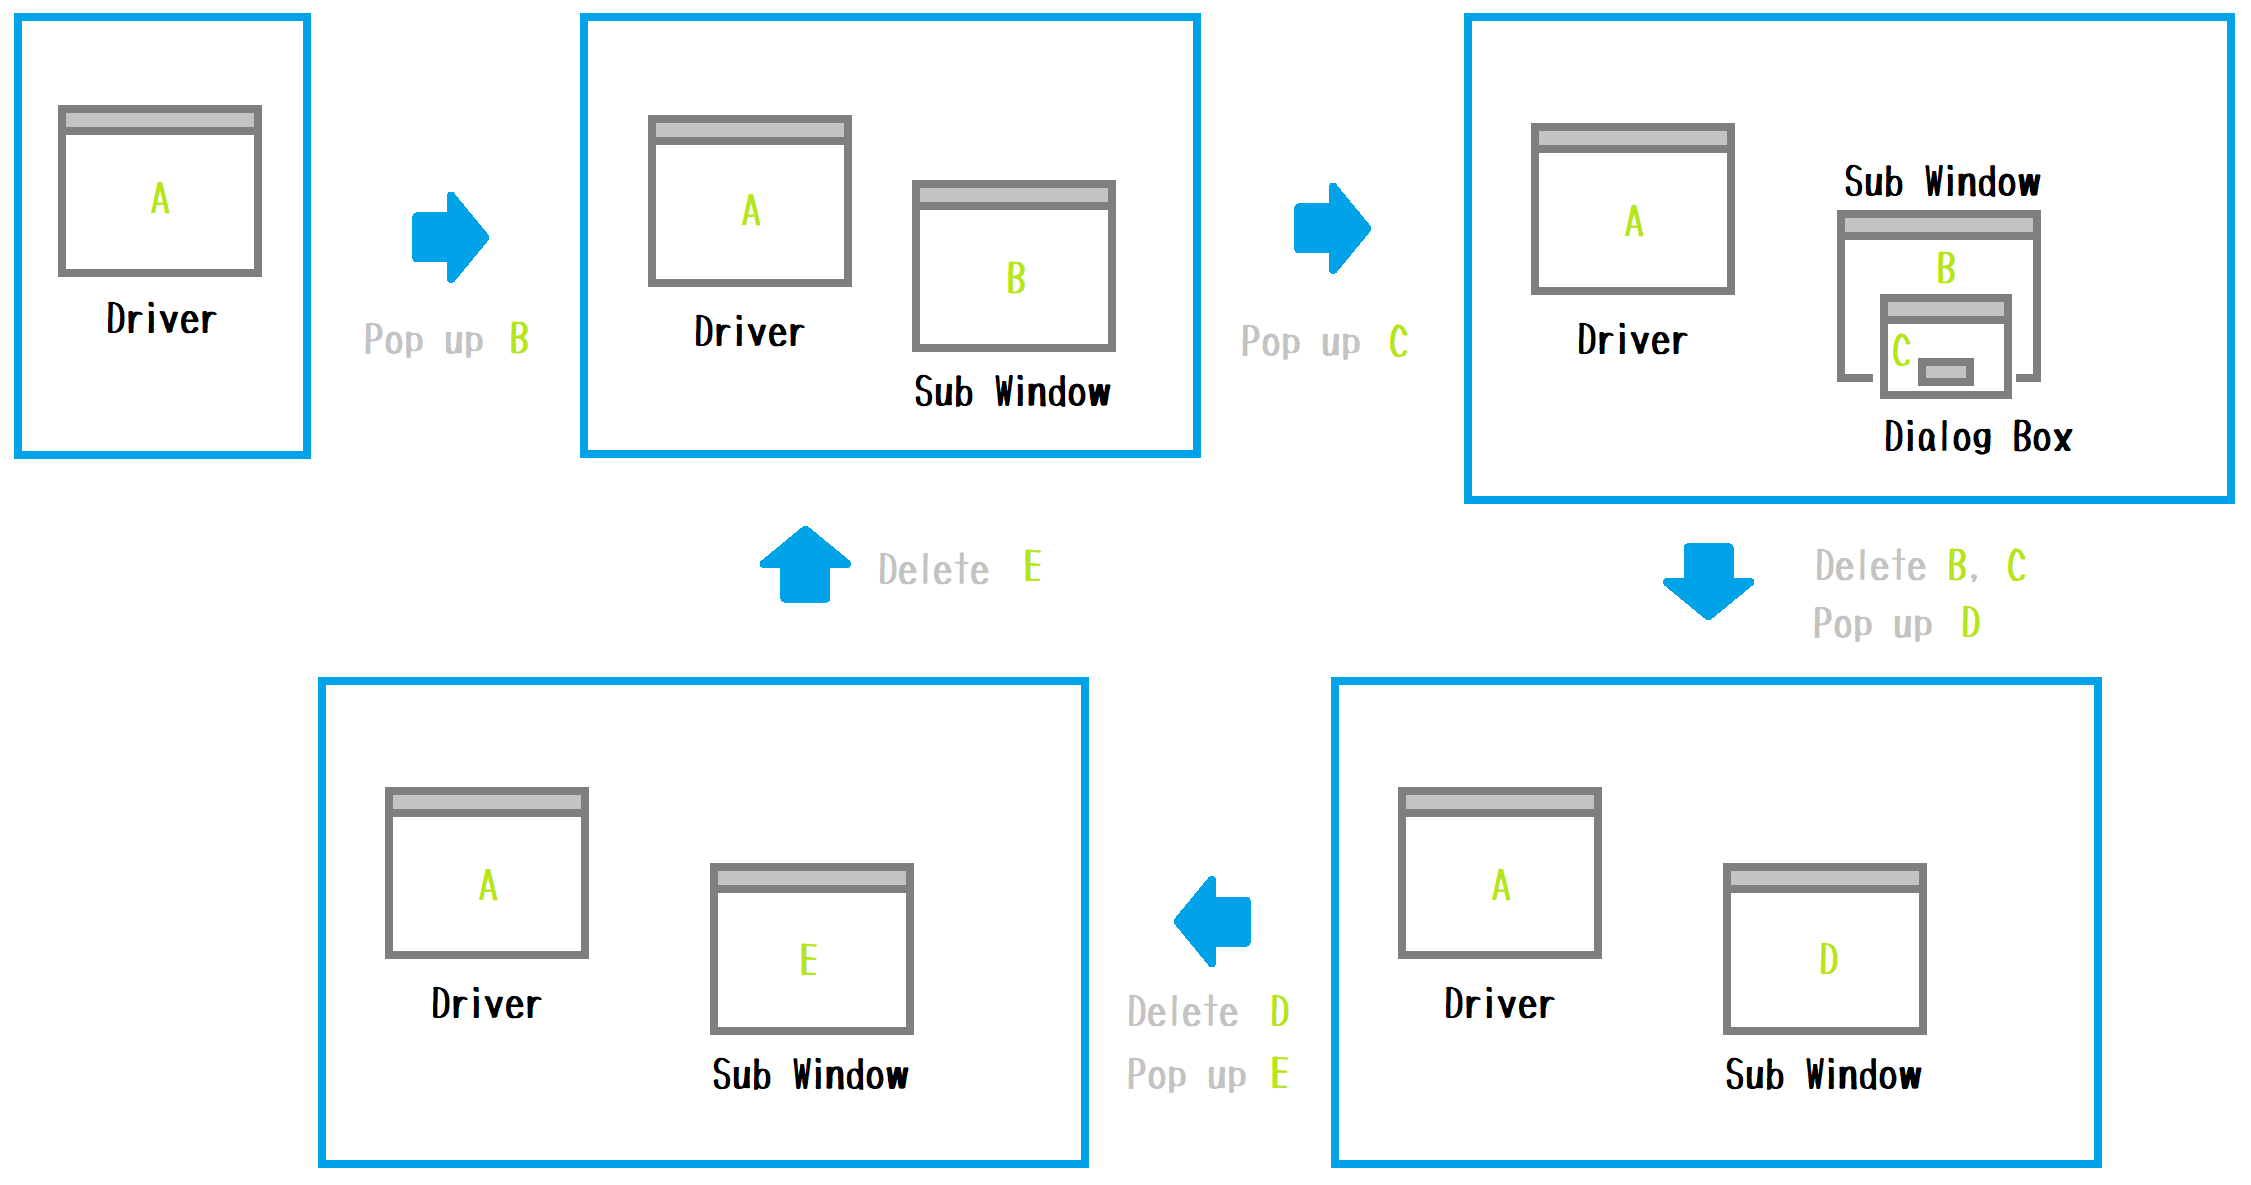 A
Driver
Pop up B
A
Driver
B
Sub Window
Pop up C
A
Driver
Sub Window
B
C
Dialog Box
Delete E
Delete B, C
Pop up D
A
Driver
E
Sub Window
Delete D
Pop up E
A
Driver
D
Sub Window